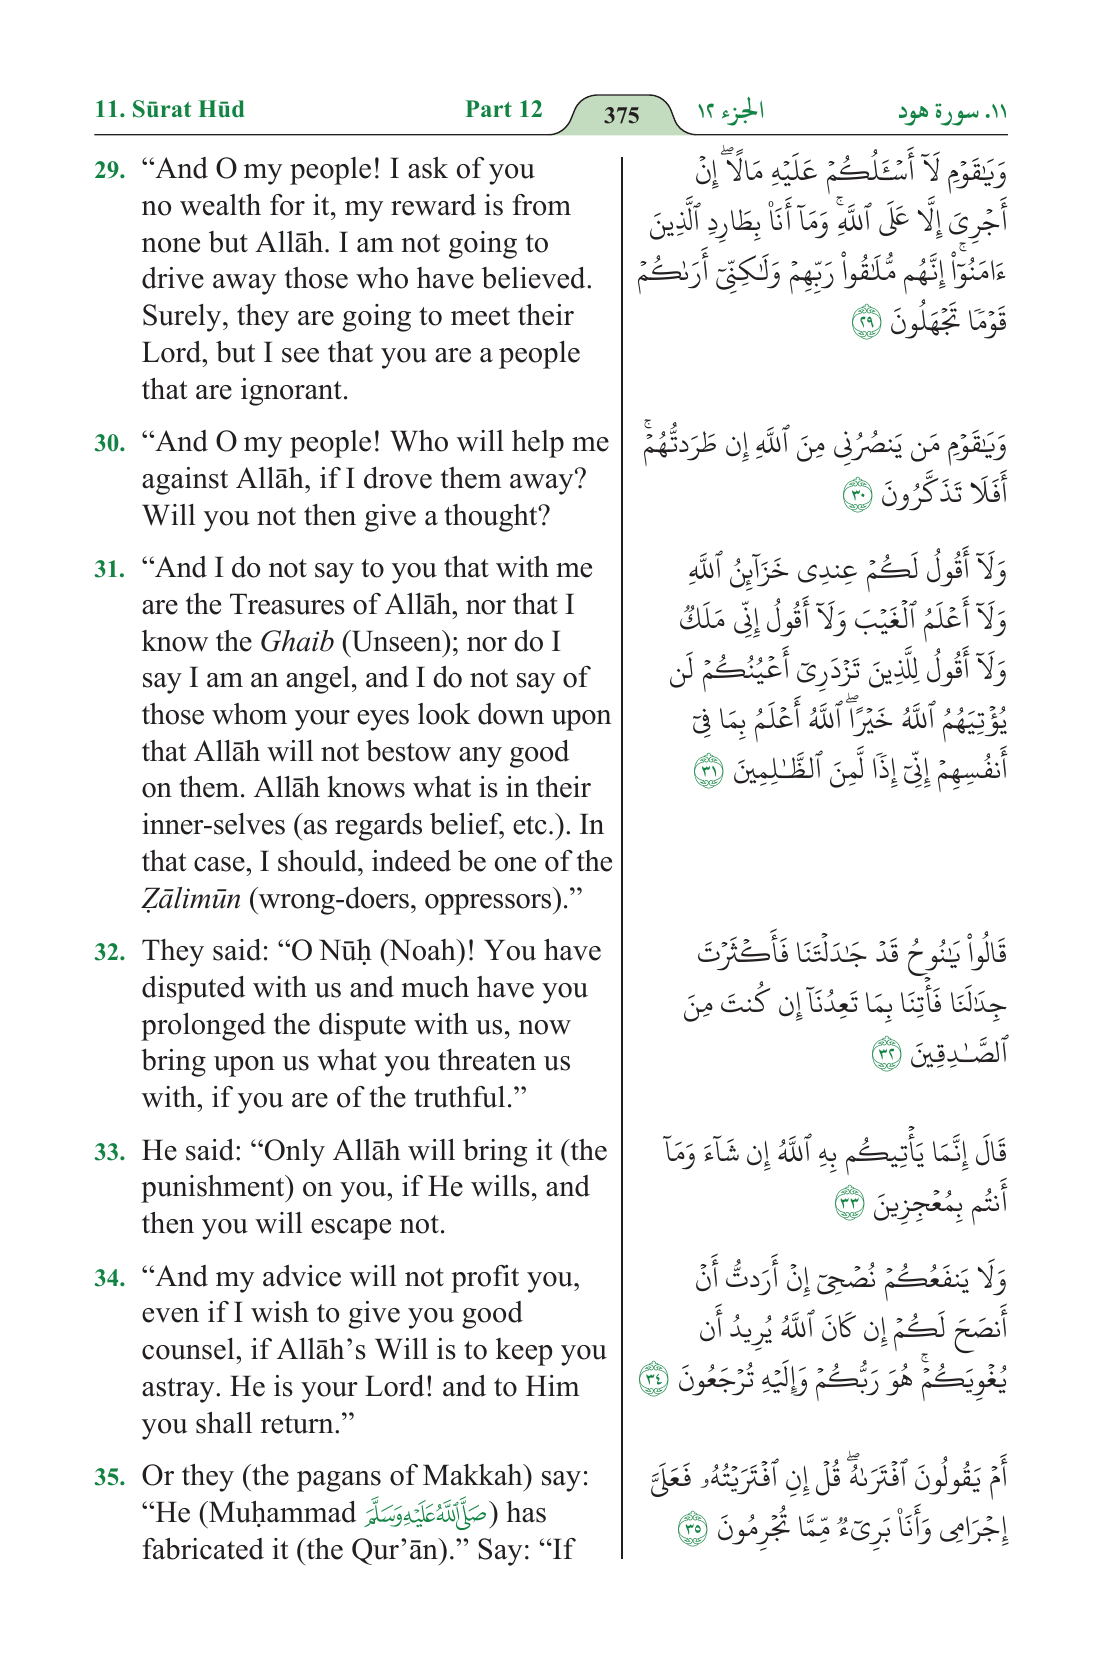 11. Sūrat Hūd
Part 12
375
الجزء ١٢
١١. سورة هود
29. “And O my people! I ask of you
no wealth for it, my reward is from
none but Allāh. I am not going to
drive away those who have believed.
Surely, they are going to meet their
Lord, but I see that you are a people
that are ignorant.
وَيَـٰقَوْمِ لَآ أَسْـَٔلُكُمْ عَلَيْهِ مَالًا ۖ إِنْ
أَجْرِىَ إِلَّا عَلَى ٱللَّهِ ۚ وَمَآ أَنَا۠ بِطَارِدِ ٱلَّذِينَ
ءَامَنُوٓا۟ ۚ إِنَّهُم مُّلَـٰقُوا۟ رَبِّهِمْ وَلَـٰكِنِّىٓ أَرَىٰكُمْ
قَوْمًا تَجْهَلُونَ ٢٩
30. “And O my people! Who will help me
against Allāh, if I drove them away?
Will you not then give a thought?
وَيَـٰقَوْمِ مَن يَنصُرُنِى مِنَ ٱللَّهِ إِن طَرَدتُّهُمْ ۚ
أَفَلَا تَذَكَّرُونَ ٣٠
31. “And I do not say to you that with me
are the Treasures of Allāh, nor that I
know the Ghaib (Unseen); nor do I
say I am an angel, and I do not say of
those whom your eyes look down upon
that Allāh will not bestow any good
on them. Allāh knows what is in their
inner-selves (as regards belief, etc.). In
that case, I should, indeed be one of the
Ẓālimūn (wrong-doers, oppressors).”
وَلَآ أَقُولُ لَكُمْ عِندِى خَزَآئِنُ ٱللَّهِ
وَلَآ أَعْلَمُ ٱلْغَيْبَ وَلَآ أَقُولُ إِنِّى مَلَكٌ
وَلَآ أَقُولُ لِلَّذِينَ تَزْدَرِىٓ أَعْيُنُكُمْ لَن
يُؤْتِيَهُمُ ٱللَّهُ خَيْرًا ۖ ٱللَّهُ أَعْلَمُ بِمَا فِىٓ
أَنفُسِهِمْ إِنِّىٓ إِذًا لَّمِنَ ٱلظَّـٰلِمِينَ ٣١
32. They said: “O Nūḥ (Noah)! You have
disputed with us and much have you
prolonged the dispute with us, now
bring upon us what you threaten us
with, if you are of the truthful.”
قَالُوا۟ يَـٰنُوحُ قَدْ جَـٰدَلْتَنَا فَأَكْثَرْتَ
جِدَٰلَنَا فَأْتِنَا بِمَا تَعِدُنَآ إِن كُنتَ مِنَ
ٱلصَّـٰدِقِينَ ٣٢
33. He said: “Only Allāh will bring it (the
punishment) on you, if He wills, and
then you will escape not.
قَالَ إِنَّمَا يَأْتِيكُم بِهِ ٱللَّهُ إِن شَآءَ وَمَآ
أَنتُم بِمُعْجِزِينَ ٣٣
34. “And my advice will not profit you,
even if I wish to give you good
counsel, if Allāh’s Will is to keep you
astray. He is your Lord! and to Him
you shall return.”
وَلَا يَنفَعُكُمْ نُصْحِىٓ إِنْ أَرَدتُّ أَنْ
أَنصَحَ لَكُمْ إِن كَانَ ٱللَّهُ يُرِيدُ أَن
يُغْوِيَكُمْ ۚ هُوَ رَبُّكُمْ وَإِلَيْهِ تُرْجَعُونَ ٣٤
35. Or they (the pagans of Makkah) say:
“He (Muḥammad صَلَّى ٱللَّهُ عَلَيْهِ وَسَلَّمَ) has
fabricated it (the Qur’ān).” Say: “If
أَمْ يَقُولُونَ ٱفْتَرَىٰهُ ۖ قُلْ إِنِ ٱفْتَرَيْتُهُۥ فَعَلَىَّ
إِجْرَامِى وَأَنَا۠ بَرِىٓءٌ مِّمَّا تُجْرِمُونَ ٣٥